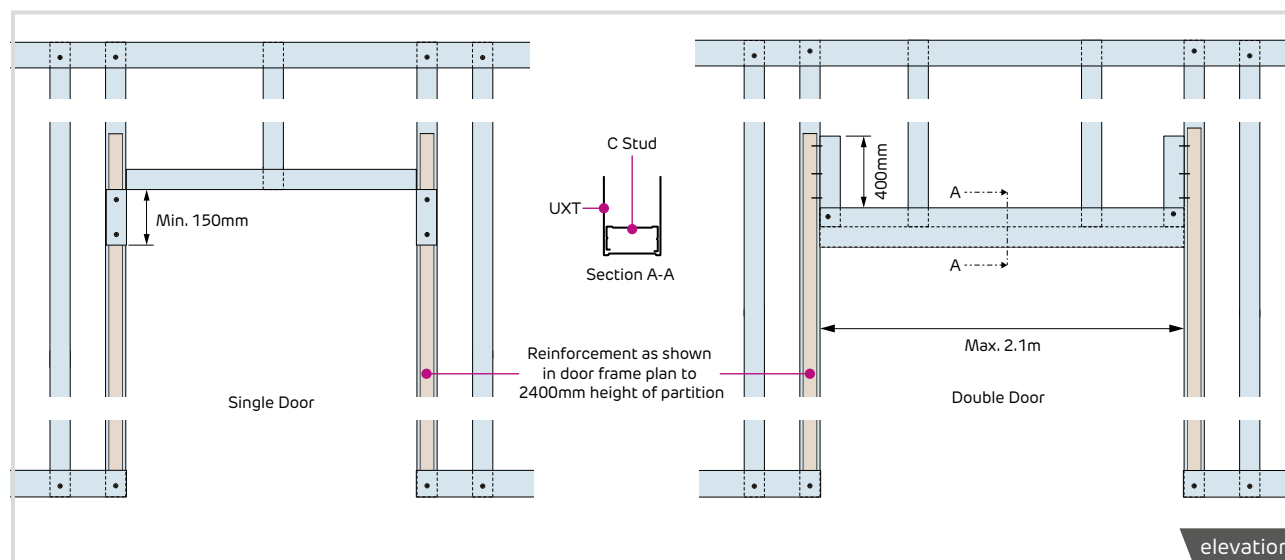 C Stud
UXT
Section A-A
Min. 150mm
Reinforcement as shown
in door frame plan to
2400mm height of partition
Single Door
400mm
A
A
Max. 2.1m
Double Door
elevation